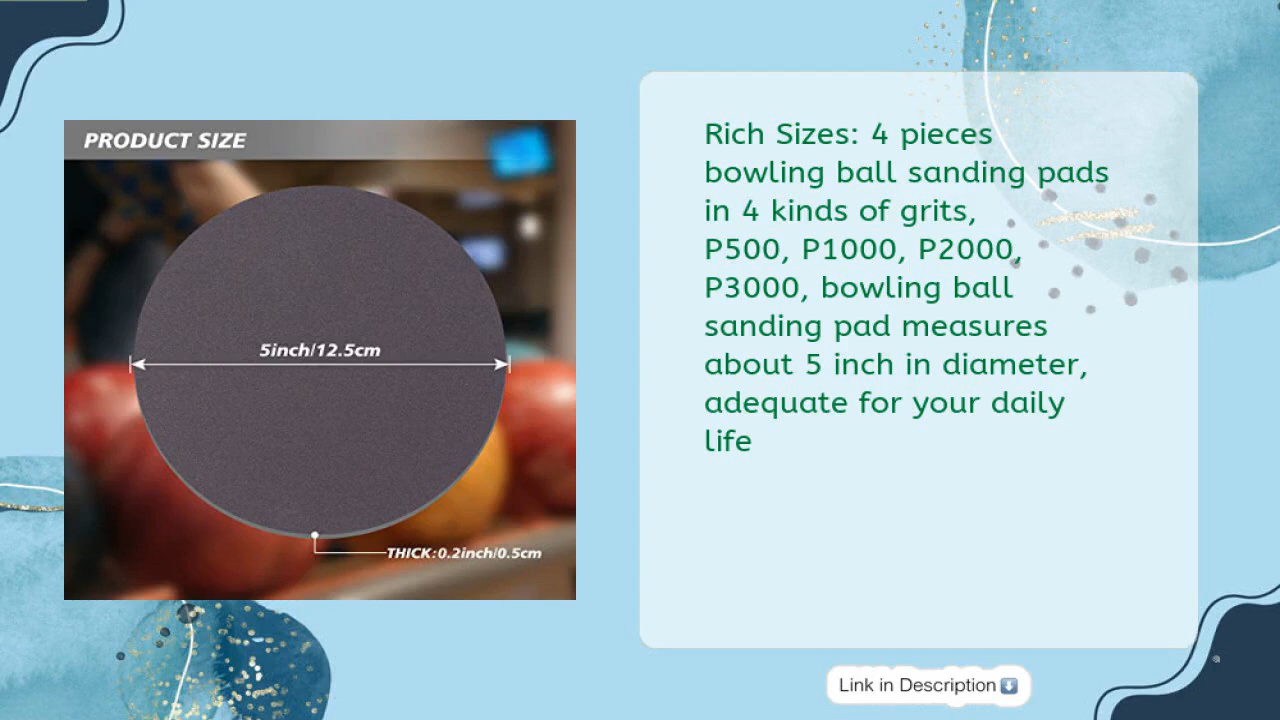 PRODUCT SIZE
5inch/12.5cm
THICK:0.2inch/0.5cm
Rich Sizes: 4 pieces
bowling ball sanding pads
in 4 kinds of grits,
P500, P1000, P2000,
P3000, bowling ball
sanding pad measures
about 5 inch in diameter,
adequate for your daily
life
Link in Description ⬇️